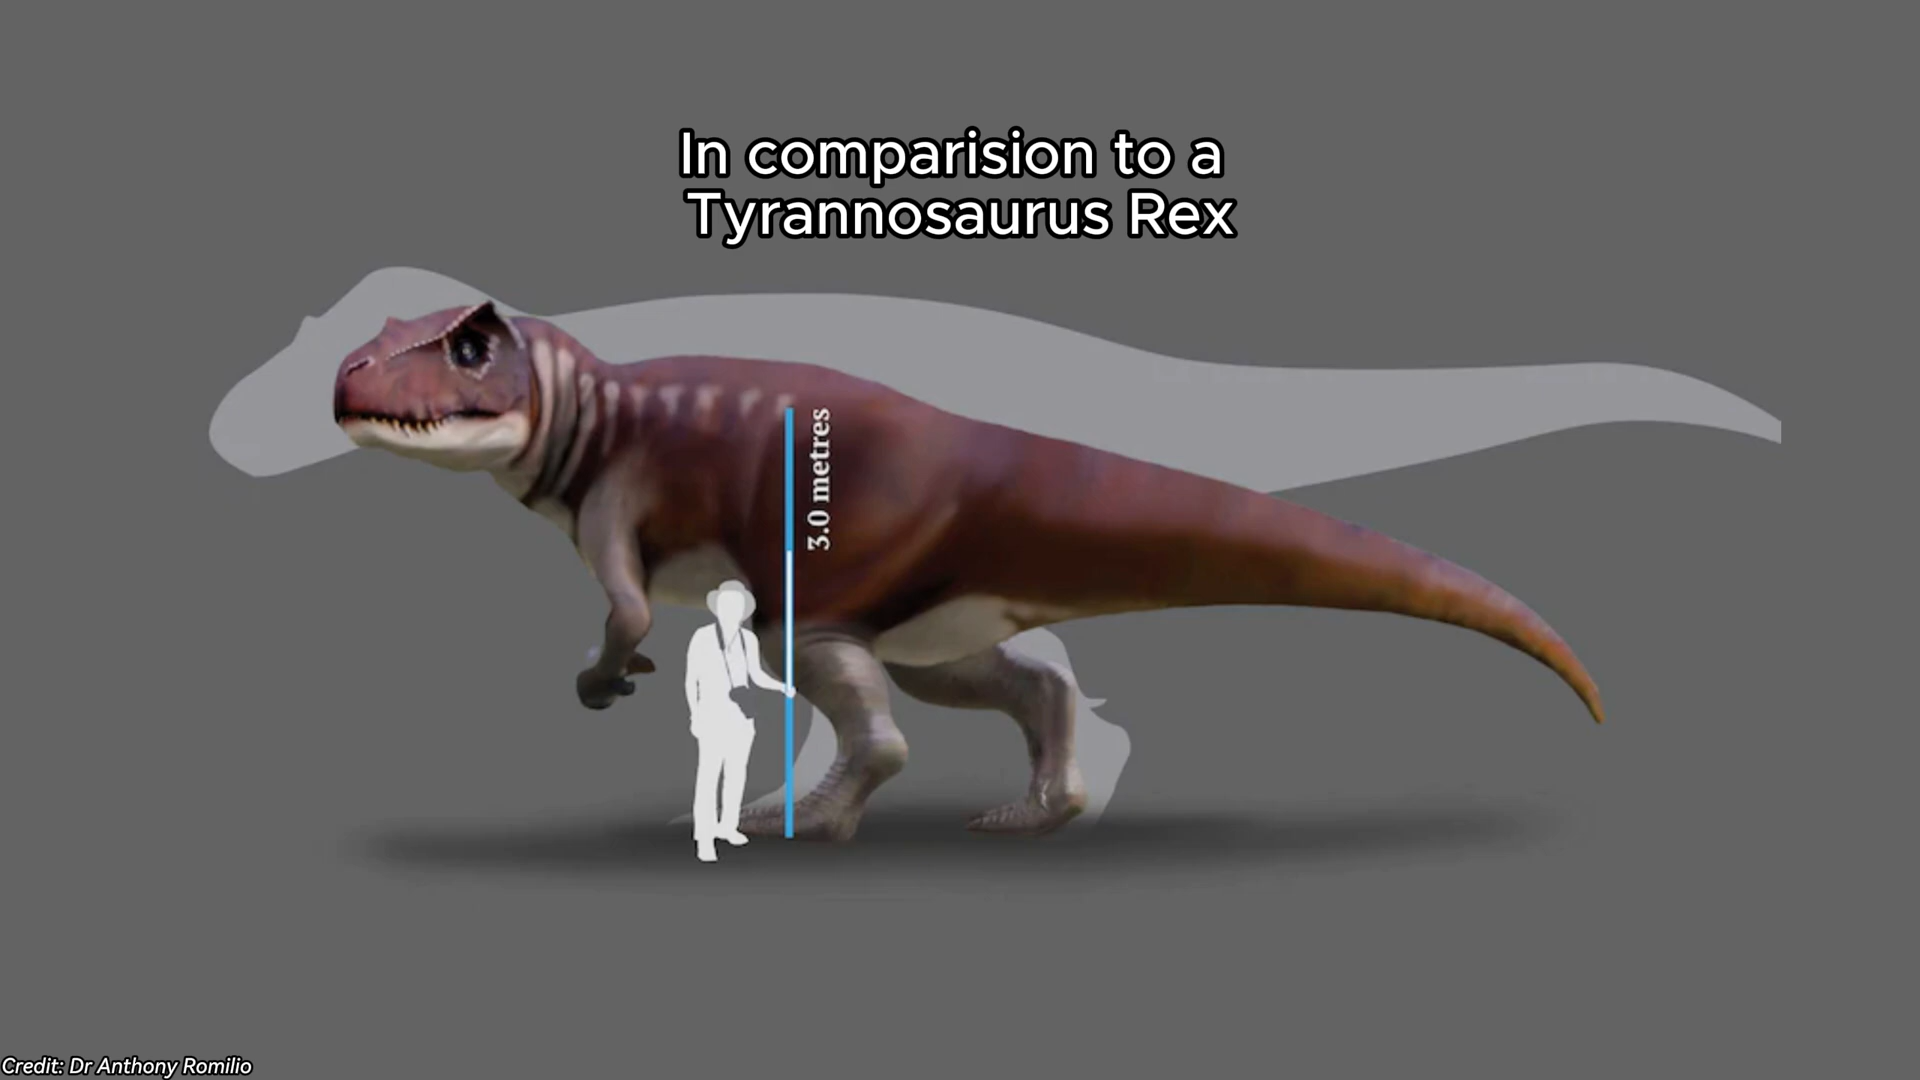 In comparision to a
Tyrannosaurus Rex
3.0 metres
Credit: Dr Anthony Romilio